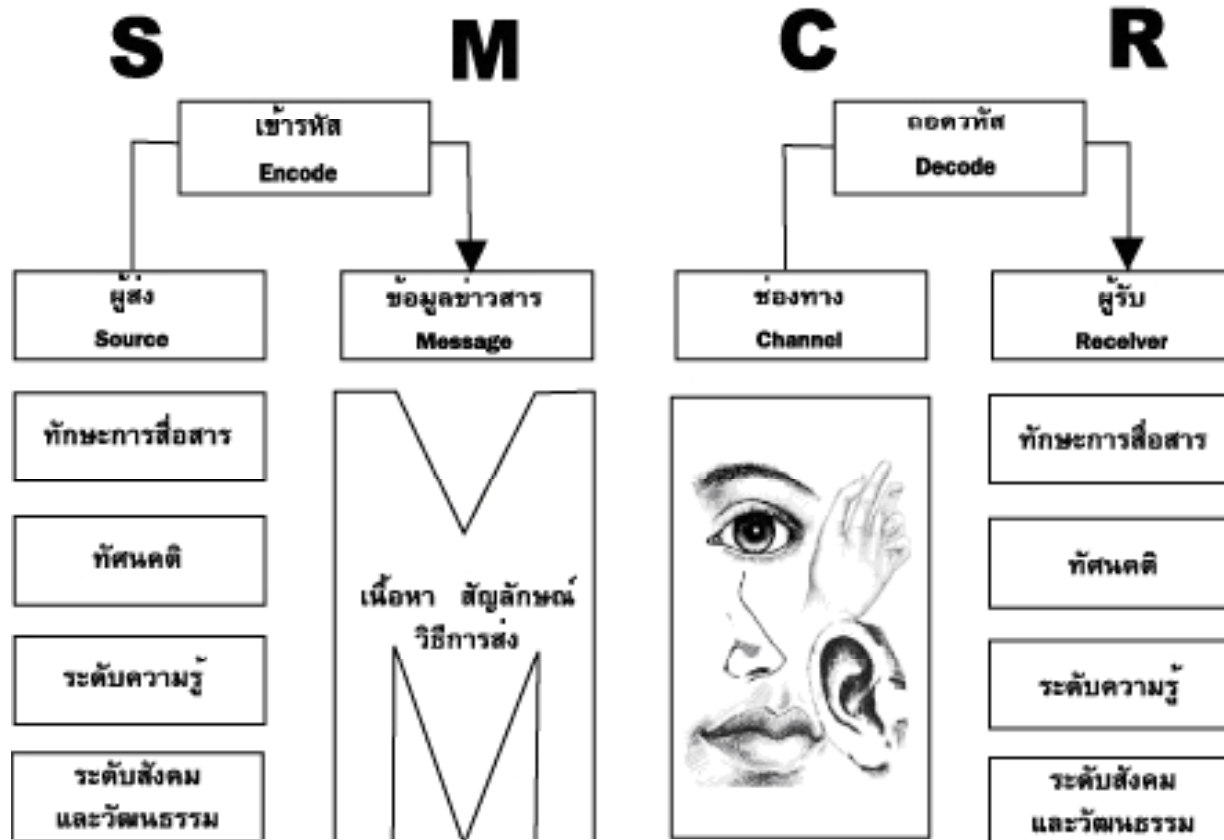 S M C R
เข้ารหัส
Encode
ถอดวหัส
Decode
ผู้ส่ง
Source
ข้อมูลข่าวสาร
Message
ช่องทาง
Channel
ผู้รับ
Receiver
ทักษะการสื่อสาร
ทัศนคติ
ระดับความรู้
ระดับสังคม
และวัฒนธรรม
เนื้อหา สัญลักษณ์
วิธีการส่ง
ทักษะการสื่อสาร
ทัศนคติ
ระดับความรู้
ระดับสังคม
และวัฒนธรรม